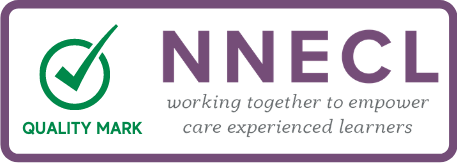 NNECL
working together to empower
care experienced learners
QUALITY MARK